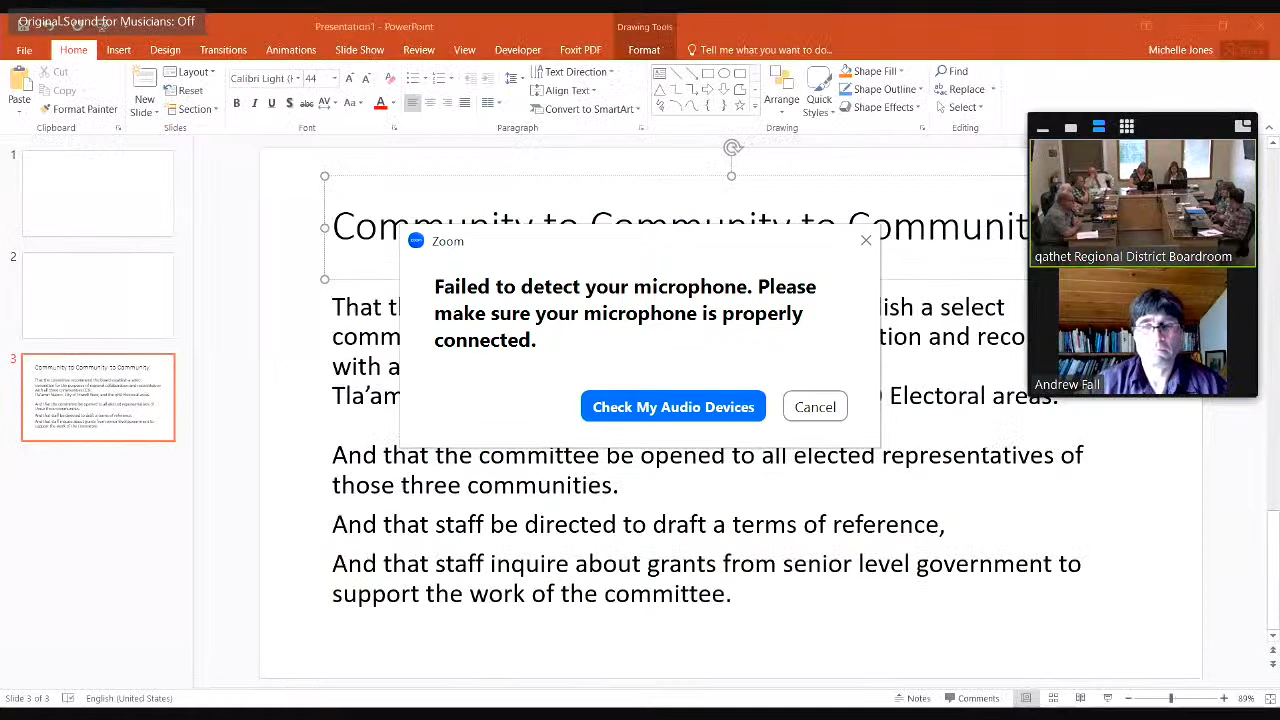 Original Sound for Musicians: Off
Presentation1 - PowerPoint
Drawing Tools
File
Home
Insert
Design
Transitions
Animations
Slide Show
Review
View
Developer
Foxit PDF
Format
Tell me what you want to do...
Michelle Jones
Share
Paste
Cut
Copy
Format Painter
Clipboard
New
Slides
Layout
Reset
Section
Calibri Light (
44
Font
Text Direction
Align Text
Convert to SmartArt
Paragraph
Arrange
Quick
Styles
Shape Fill
Shape Outline
Shape Effects
Drawing
Find
Replace
Select
Editing
1
2
3
Community to Community to Communit
That th
ish a select
comm
tion and reco
with a
Tla'am
Electoral areas.
And that the committee be opened to all elected representatives of
those three communities.
And that staff be directed to draft a terms of reference,
And that staff inquire about grants from senior level government to
support the work of the committee.
zoom
Zoom
Failed to detect your microphone. Please
make sure your microphone is properly
connected.
Check My Audio Devices
Cancel
qathet Regional District Boardroom
Andrew Fall
Slide 3 of 3
English (United States)
Notes
Comments
89%